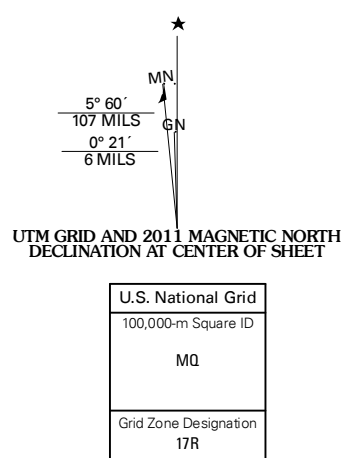 MN
5° 60´
107 MILS
GN
0° 21´
6 MILS
UTM GRID AND 2011 MAGNETIC NORTH
DECLINATION AT CENTER OF SHEET
U.S. National Grid
100,000-m Square ID
MQ
Grid Zone Designation
17R